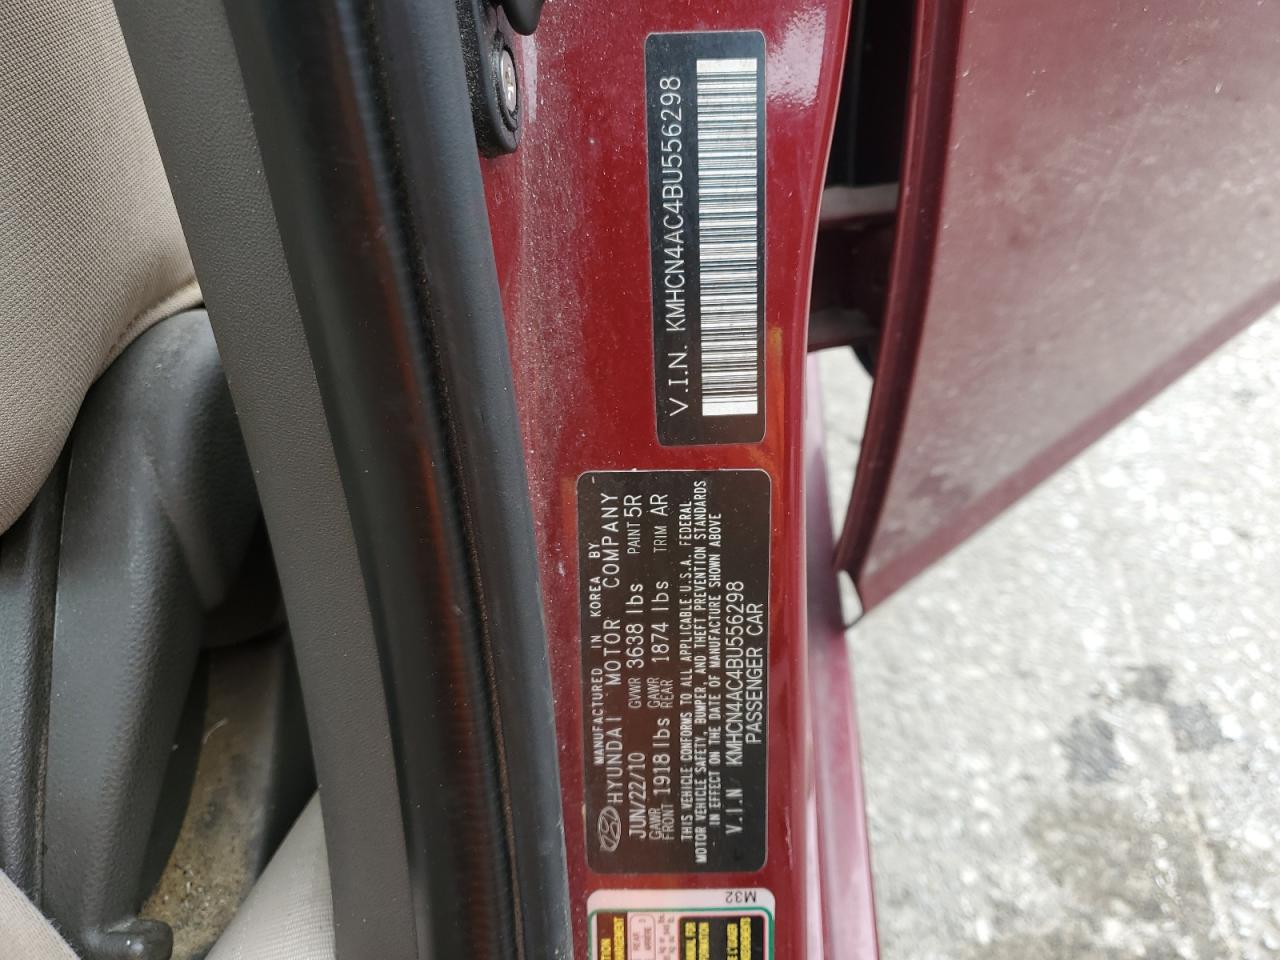 V.I.N. KMHCN4AC4BU556298
MANUFACTURED IN KOREA BY
HYUNDAI MOTOR COMPANY
JUN/22/10 GVWR 3638 lbs PAINT 5R
GAWR FRONT 1918 lbs GAWR REAR 1874 lbs TRIM AR
THIS VEHICLE CONFORMS TO ALL APPLICABLE U.S.A. FEDERAL
MOTOR VEHICLE SAFETY, BUMPER, AND THEFT PREVENTION STANDARDS
IN EFFECT ON THE DATE OF MANUFACTURE SHOWN ABOVE
V.I.N KMHCN4AC4BU556298
PASSENGER CAR
M32
REAR
ARRIÈRE